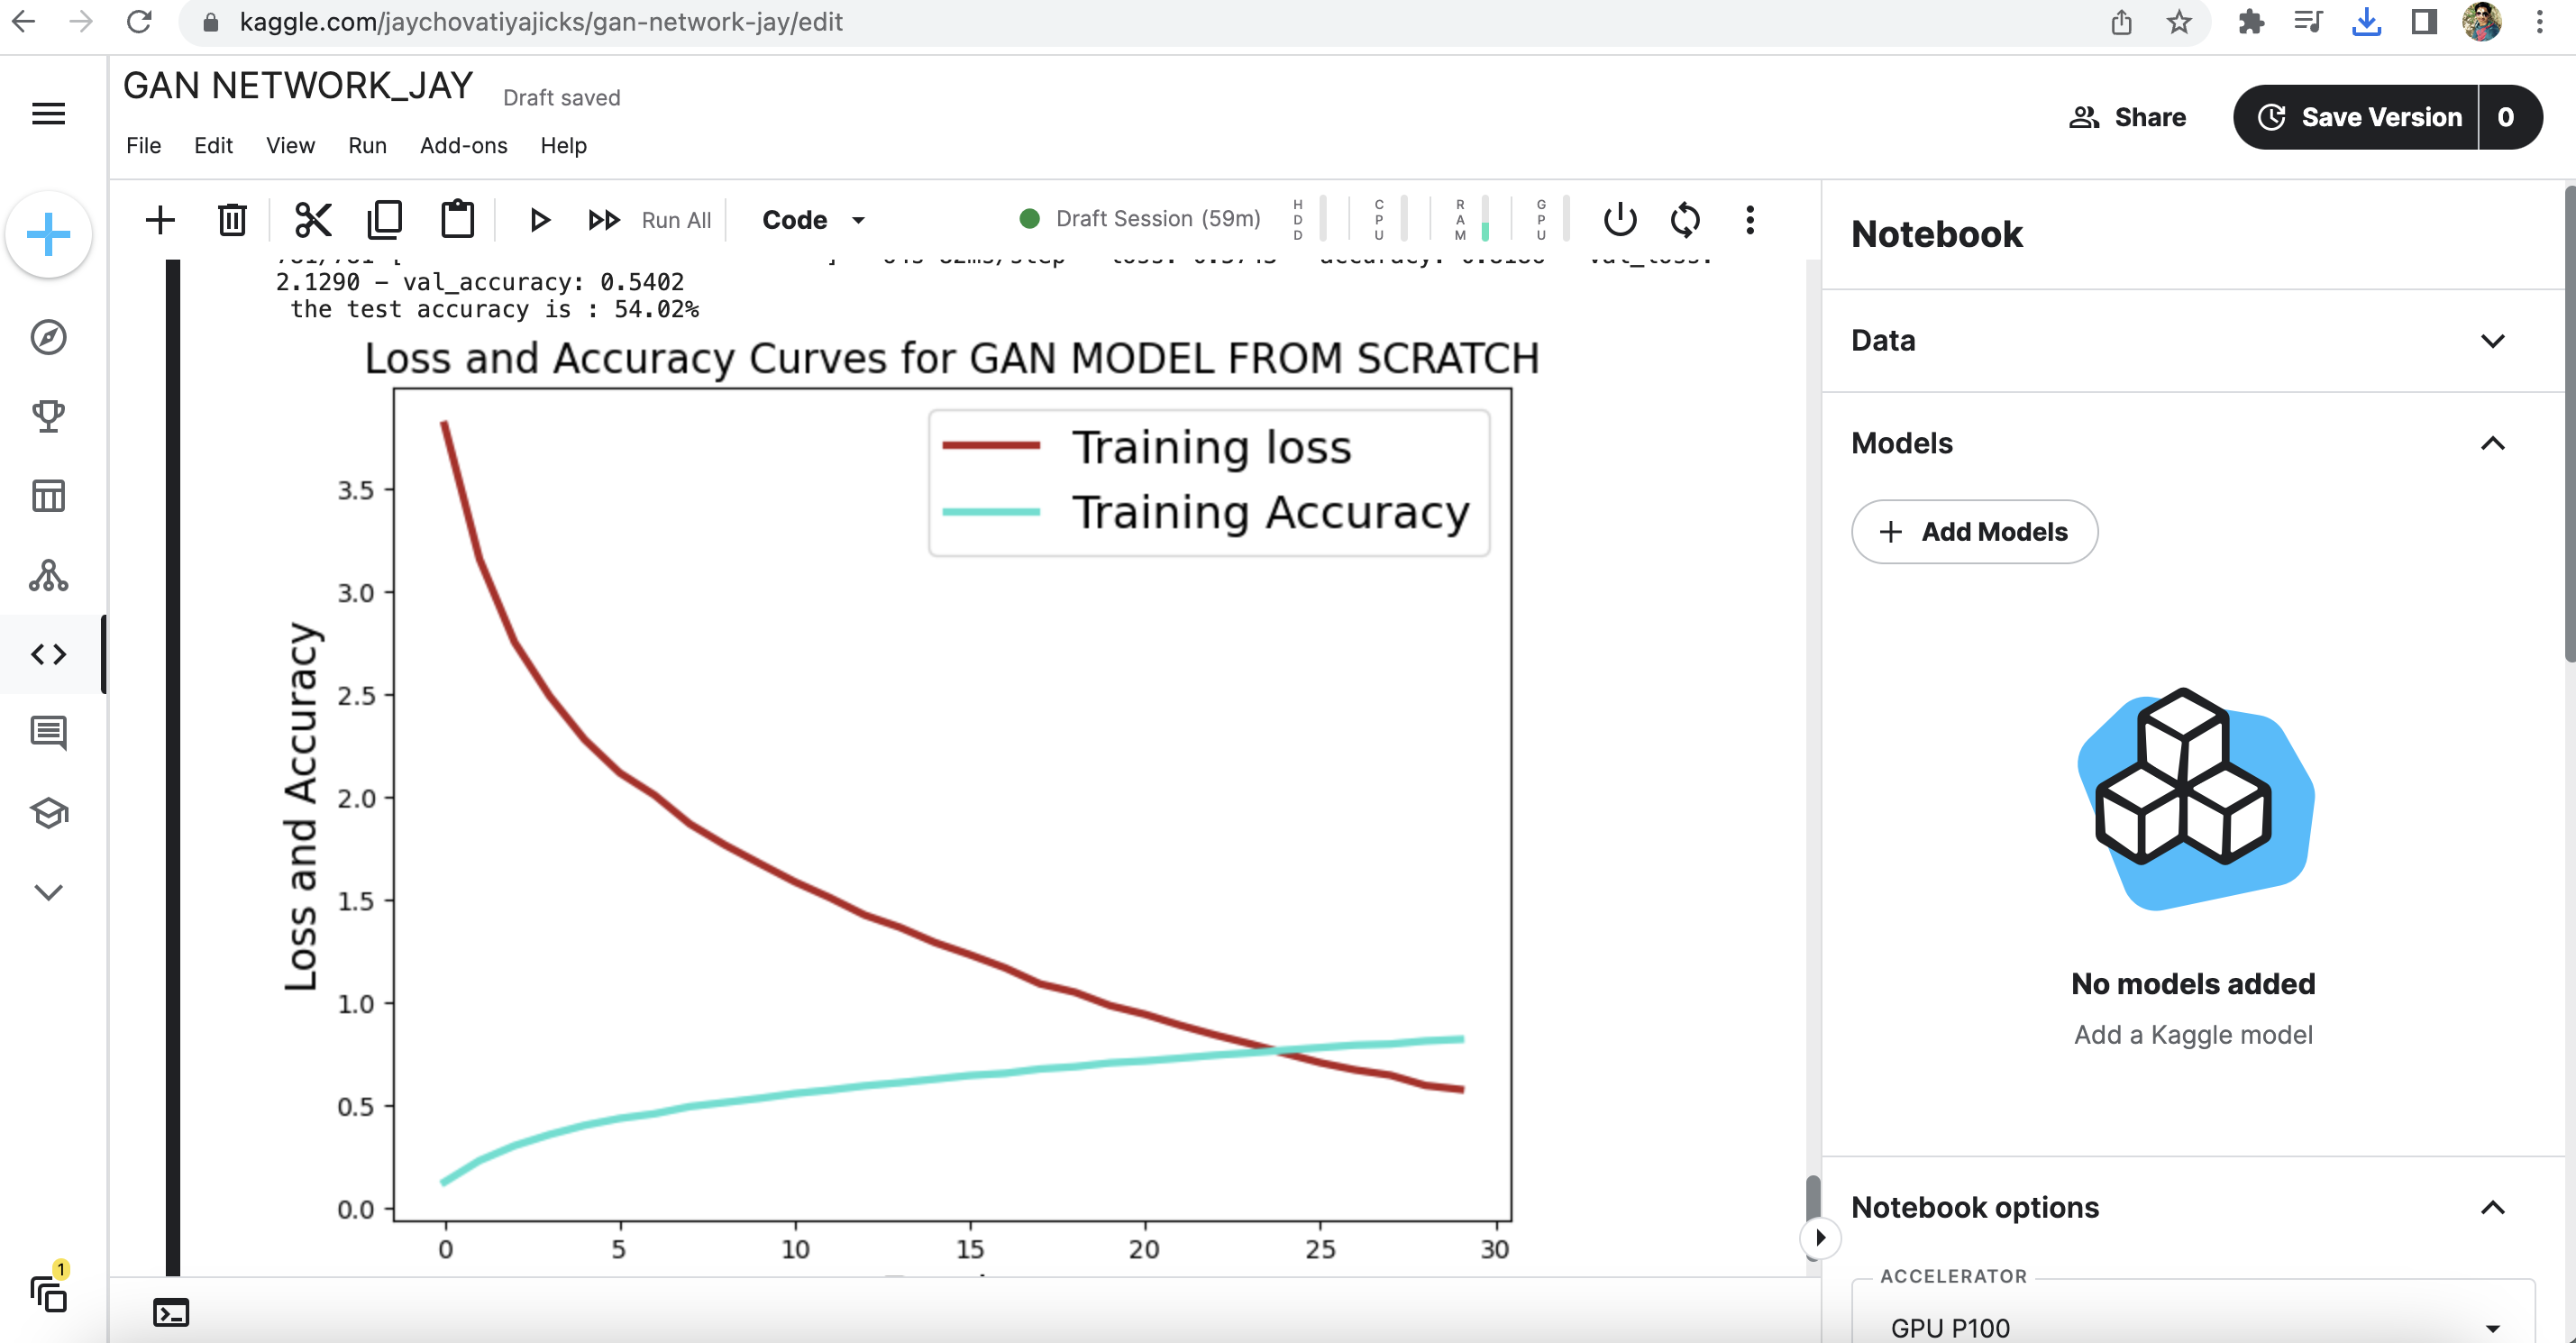 kaggle.com/jaychovatiyajicks/gan-network-jay/edit
GAN NETWORK_JAY Draft saved
Share
Save Version 0
File Edit View Run Add-ons Help
Run All Code Draft Session (59m) HDD CPU RAM GPU
2.1290 - val_accuracy: 0.5402
the test accuracy is : 54.02%
Loss and Accuracy Curves for GAN MODEL FROM SCRATCH
Training loss
Training Accuracy
Loss and Accuracy
3.5
3.0
2.5
2.0
1.5
1.0
0.5
0.0
0 5 10 15 20 25 30
1
Notebook
Data
Models
+ Add Models
No models added
Add a Kaggle model
Notebook options
ACCELERATOR
GPU P100